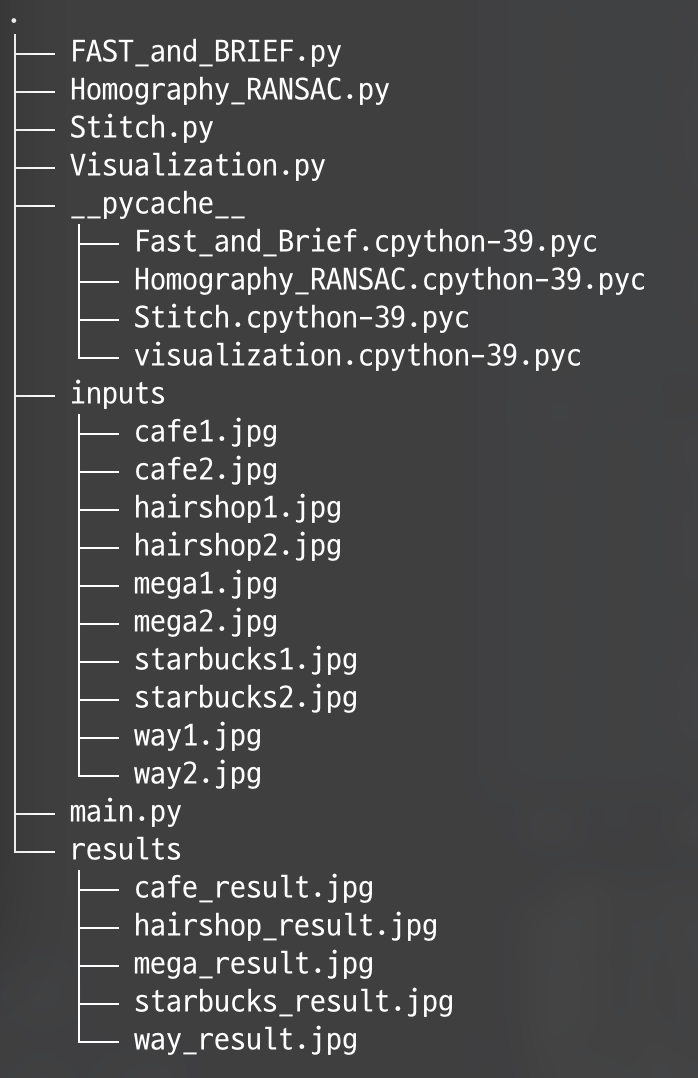 .
├── FAST_and_BRIEF.py
├── Homography_RANSAC.py
├── Stitch.py
├── Visualization.py
├── __pycache__
│   ├── Fast_and_Brief.cpython-39.pyc
│   ├── Homography_RANSAC.cpython-39.pyc
│   ├── Stitch.cpython-39.pyc
│   └── visualization.cpython-39.pyc
├── inputs
│   ├── cafe1.jpg
│   ├── cafe2.jpg
│   ├── hairshop1.jpg
│   ├── hairshop2.jpg
│   ├── mega1.jpg
│   ├── mega2.jpg
│   ├── starbucks1.jpg
│   ├── starbucks2.jpg
│   ├── way1.jpg
│   └── way2.jpg
├── main.py
└── results
    ├── cafe_result.jpg
    ├── hairshop_result.jpg
    ├── mega_result.jpg
    ├── starbucks_result.jpg
    └── way_result.jpg